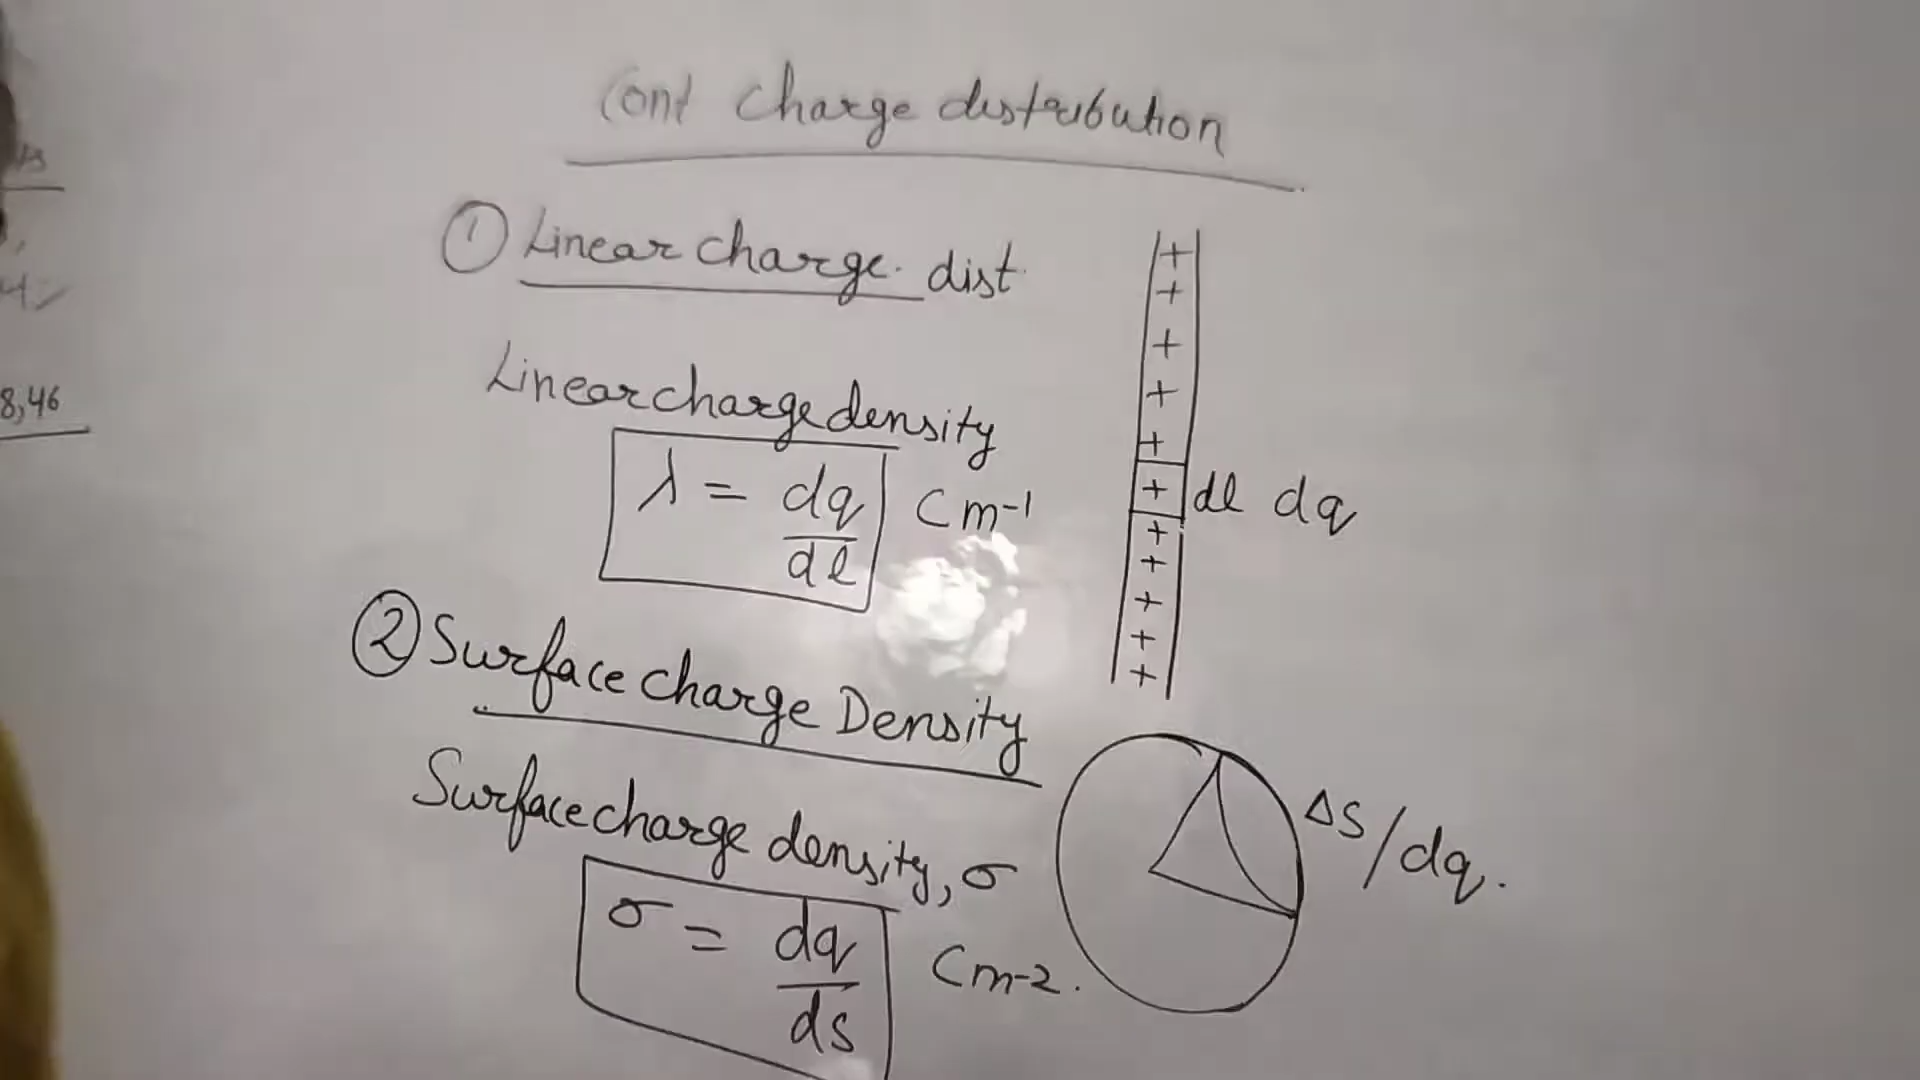 Cont charge distribution
① Linear charge. dist.
Linear charge density
λ = dq/dl Cm-1
+ + + + + + + + + + +
dl dq
② Surface charge Density
Surface charge density, σ
σ = dq/ds Cm-2.
ΔS/dq.
8,46